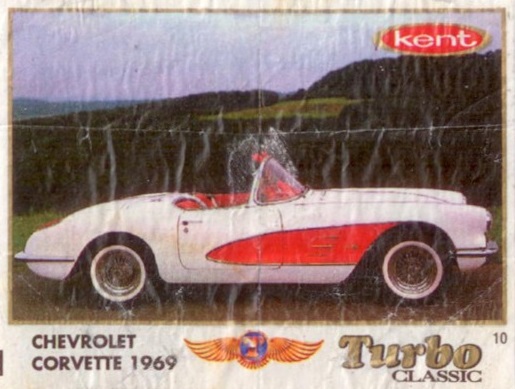 kent
CHEVROLET
CORVETTE 1969
Turbo
CLASSIC
10